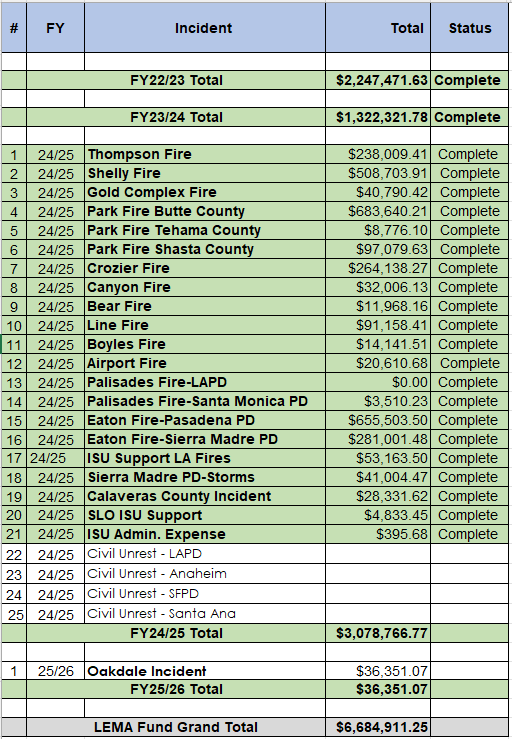 # FY Incident Total Status
FY22/23 Total $2,247,471.63 Complete
FY23/24 Total $1,322,321.78 Complete
1 24/25 Thompson Fire $238,009.41 Complete
2 24/25 Shelly Fire $508,703.91 Complete
3 24/25 Gold Complex Fire $40,790.42 Complete
4 24/25 Park Fire Butte County $683,640.21 Complete
5 24/25 Park Fire Tehama County $8,776.10 Complete
6 24/25 Park Fire Shasta County $97,079.63 Complete
7 24/25 Crozier Fire $264,138.27 Complete
8 24/25 Canyon Fire $32,006.13 Complete
9 24/25 Bear Fire $11,968.16 Complete
10 24/25 Line Fire $91,158.41 Complete
11 24/25 Boyles Fire $14,141.51 Complete
12 24/25 Airport Fire $20,610.68 Complete
13 24/25 Palisades Fire-LAPD $0.00 Complete
14 24/25 Palisades Fire-Santa Monica PD $3,510.23 Complete
15 24/25 Eaton Fire-Pasadena PD $655,503.50 Complete
16 24/25 Eaton Fire-Sierra Madre PD $281,001.48 Complete
17 24/25 ISU Support LA Fires $53,163.50 Complete
18 24/25 Sierra Madre PD-Storms $41,004.47 Complete
19 24/25 Calaveras County Incident $28,331.62 Complete
20 24/25 SLO ISU Support $4,833.45 Complete
21 24/25 ISU Admin. Expense $395.68 Complete
22 24/25 Civil Unrest - LAPD
23 24/25 Civil Unrest - Anaheim
24 24/25 Civil Unrest - SFPD
25 24/25 Civil Unrest - Santa Ana
FY24/25 Total $3,078,766.77
1 25/26 Oakdale Incident $36,351.07
FY25/26 Total $36,351.07
LEMA Fund Grand Total $6,684,911.25